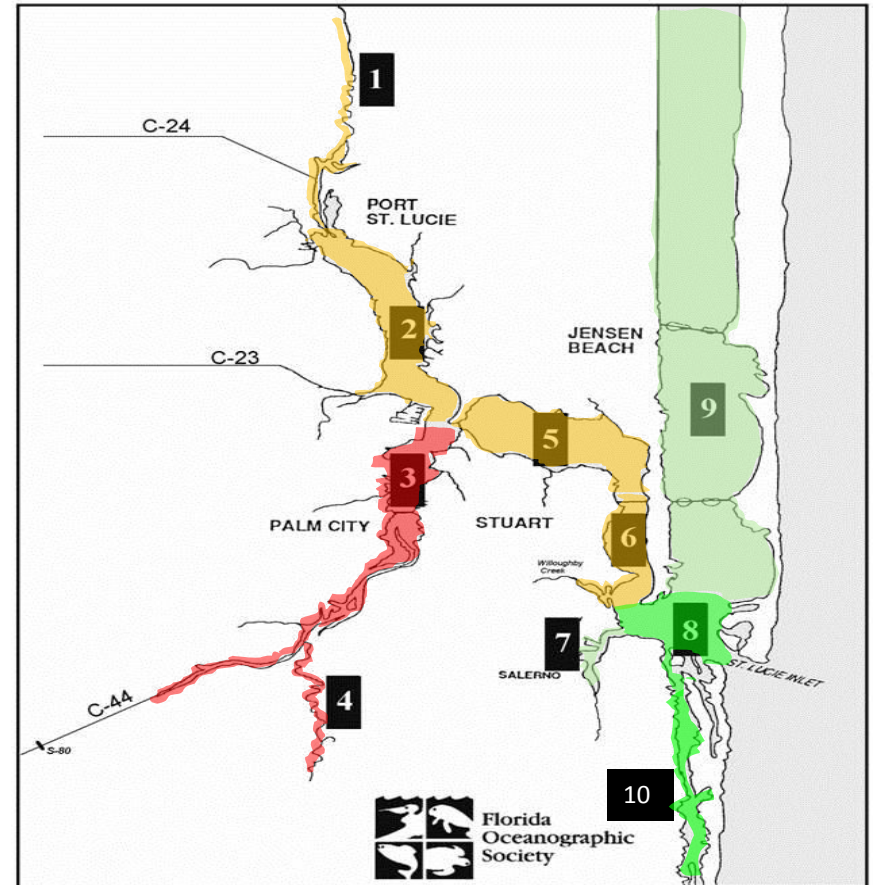 1
C-24
PORT
ST. LUCIE
2
JENSEN
BEACH
C-23
9
5
3
PALM CITY
STUART
6
Willoughby
Creek
8
7
SALERNO
ST. LUCIE INLET
4
C-44
S-80
10
Florida
Oceanographic
Society